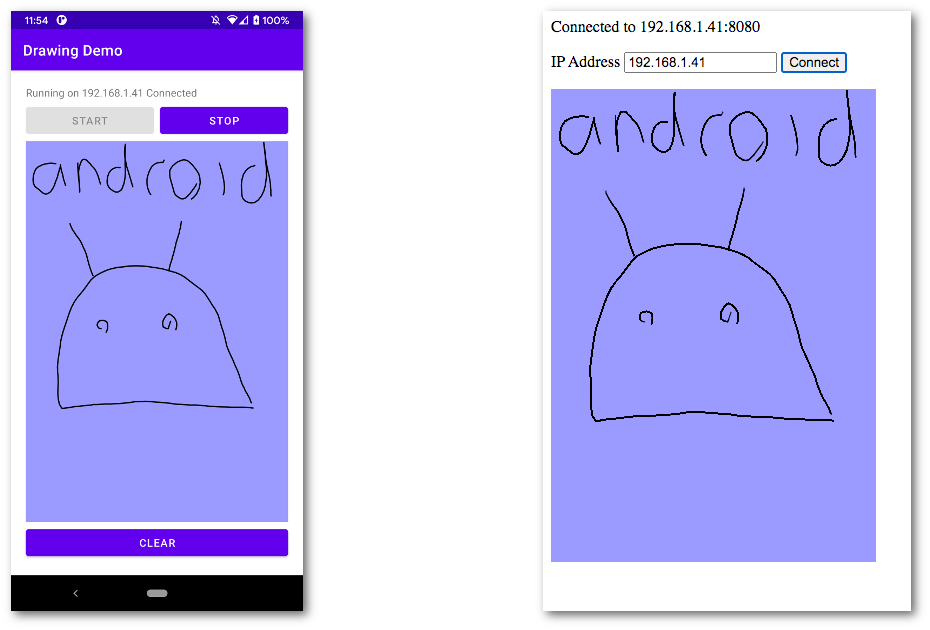 11:54 100%
Drawing Demo
Running on 192.168.1.41 Connected
START STOP
android
CLEAR
Connected to 192.168.1.41:8080
IP Address 192.168.1.41 Connect
android